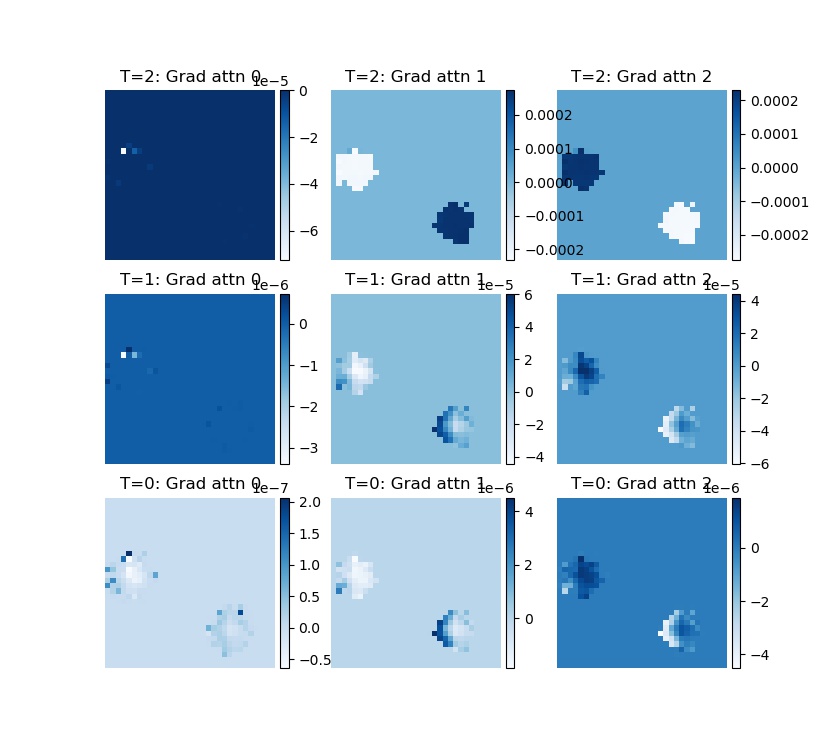 T=2: Grad attn 0
1e−5
0
−2
−4
−6
T=2: Grad attn 1
0.0002
0.0001
0.0000
−0.0001
−0.0002
T=2: Grad attn 2
0.0002
0.0001
0.0000
−0.0001
−0.0002
T=1: Grad attn 0
1e−6
0
−1
−2
−3
T=1: Grad attn 1
1e−5
6
4
2
0
−2
−4
T=1: Grad attn 2
1e−5
4
2
0
−2
−4
−6
T=0: Grad attn 0
1e−7
2.0
1.5
1.0
0.5
0.0
−0.5
T=0: Grad attn 1
1e−6
4
2
0
T=0: Grad attn 2
1e−6
0
−2
−4